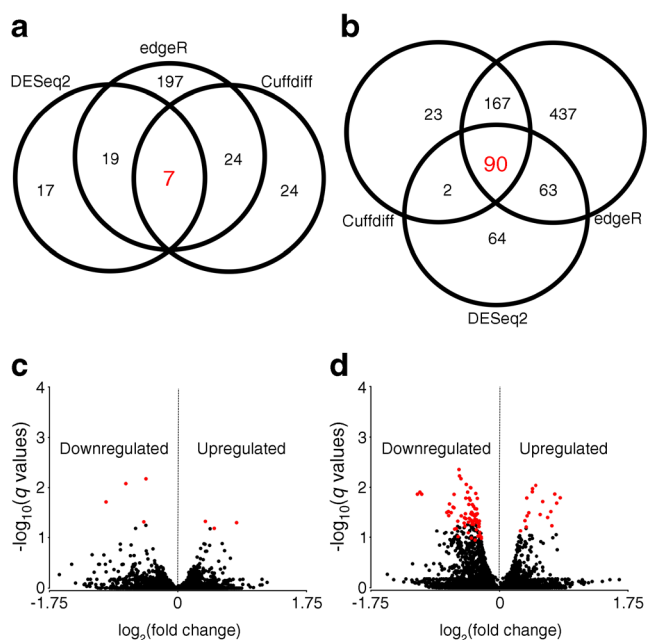 a
edgeR
DESeq2
Cuffdiff
197
19
24
7
17
24
b
23
167
437
90
2
63
Cuffdiff
edgeR
64
DESeq2
c
4
3
2
1
0
-log10(q values)
Downregulated
Upregulated
-1.75
0
1.75
log2(fold change)
d
4
3
2
1
0
-log10(q values)
Downregulated
Upregulated
-1.75
0
1.75
log2(fold change)